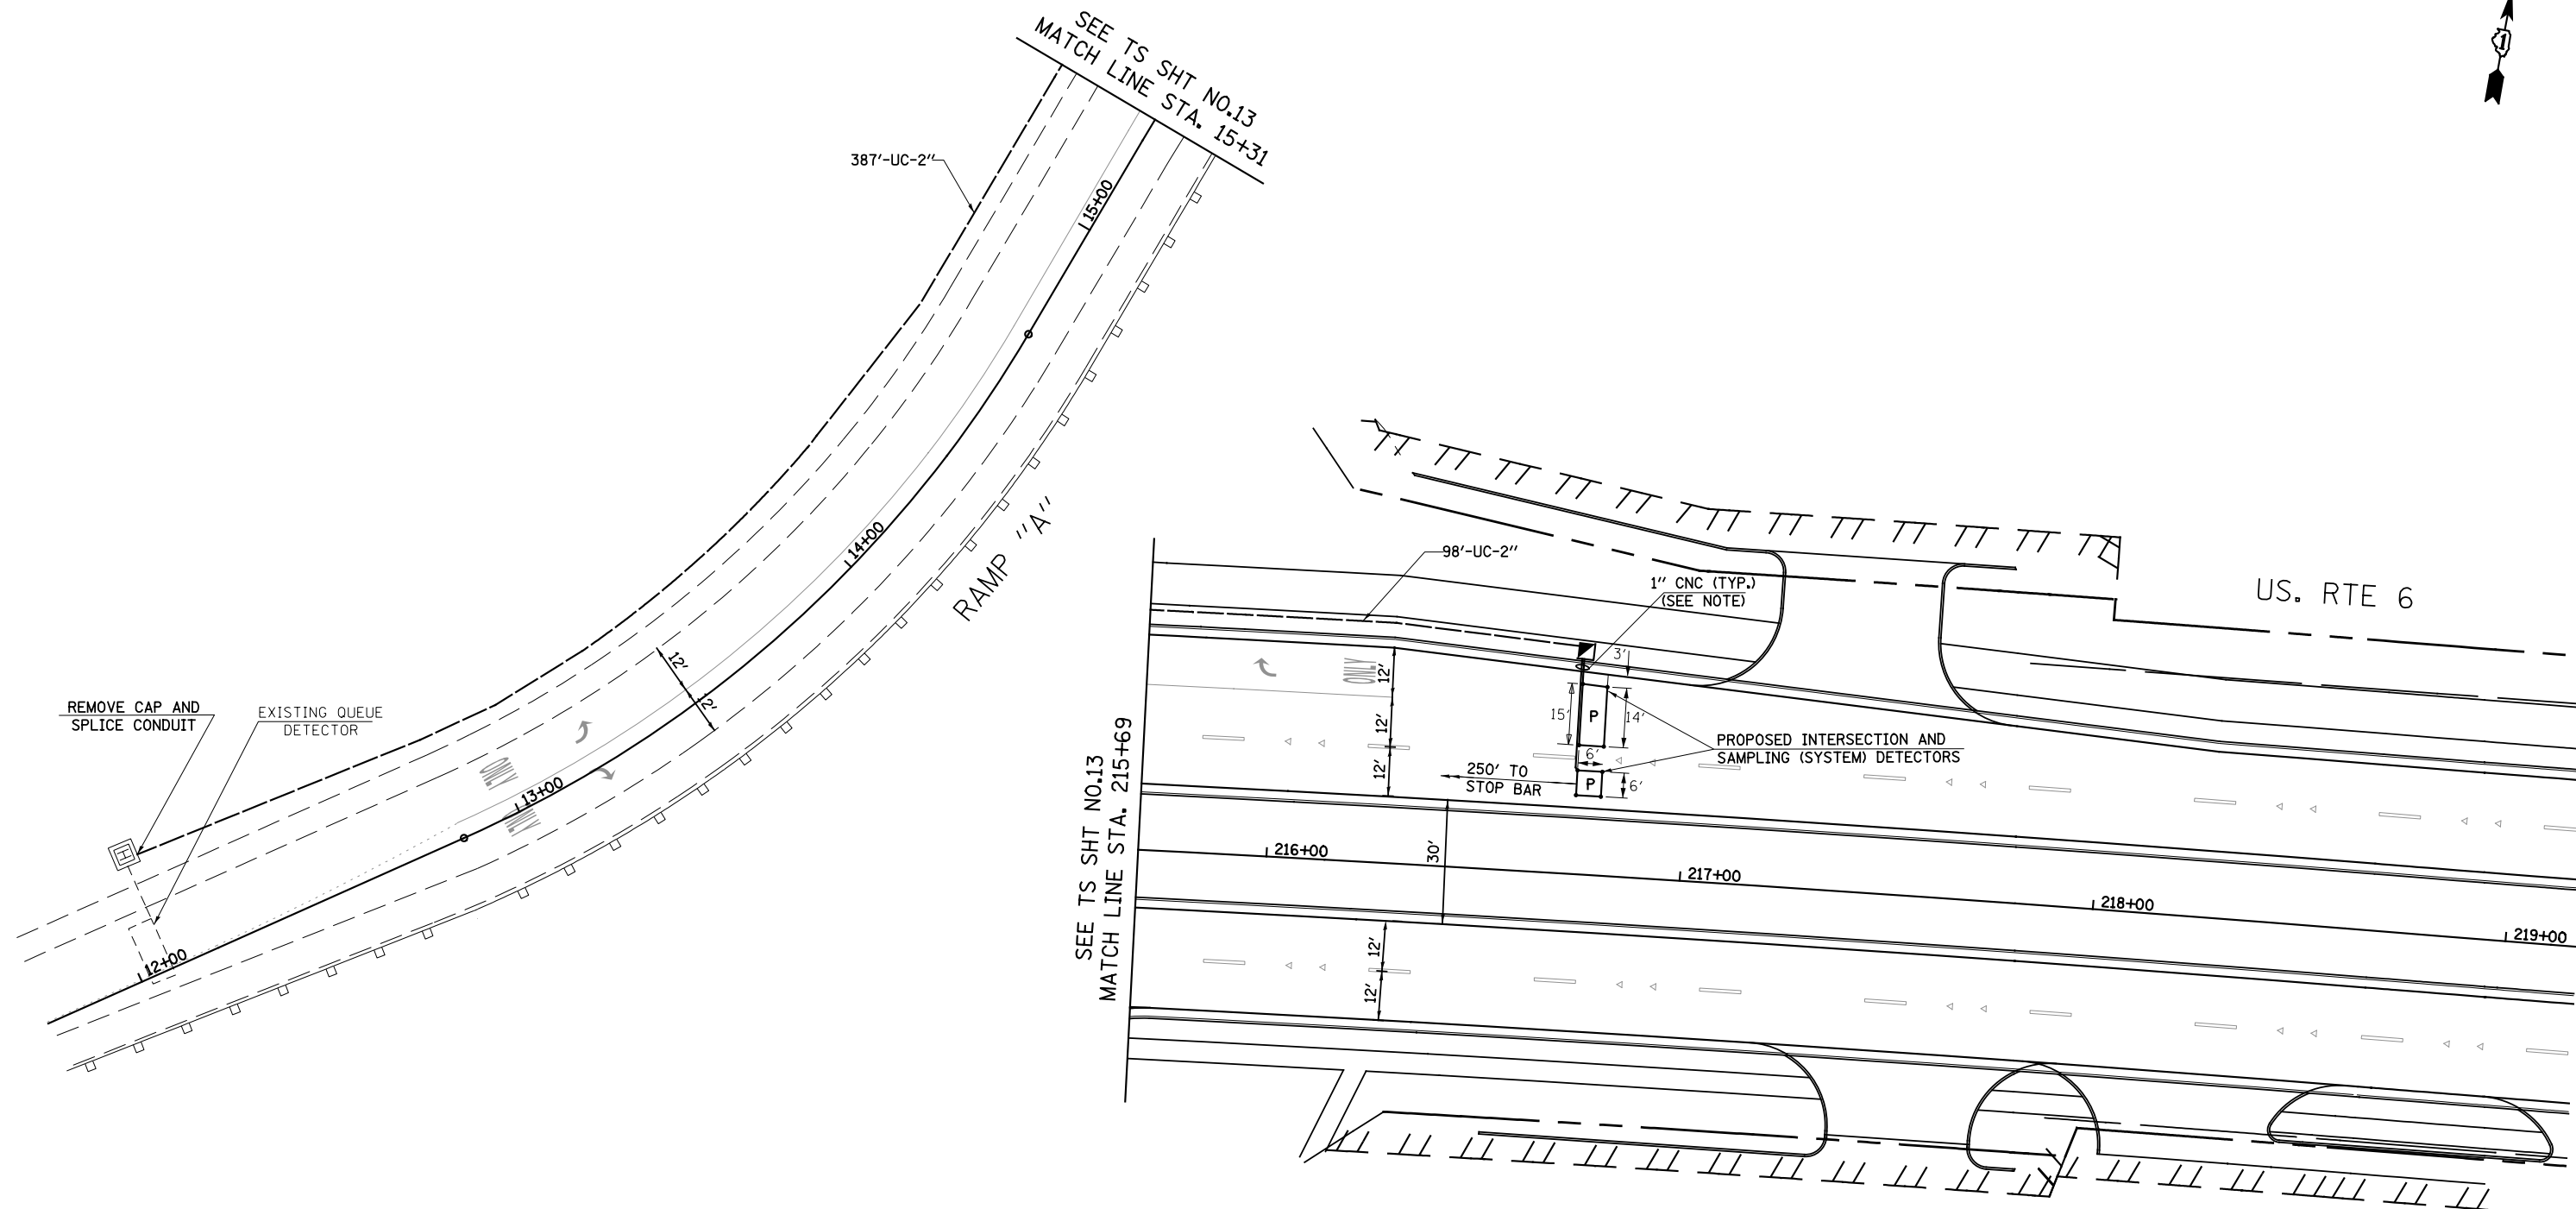 SEE TS SHT NO.13
MATCH LINE STA. 15+31
387'-UC-2"
15+00
14+00
RAMP "A"
12'
12'
REMOVE CAP AND
SPLICE CONDUIT
EXISTING QUEUE
DETECTOR
ONLY
ONLY
13+00
12+00
1
US. RTE 6
98'-UC-2"
1" CNC (TYP.)
(SEE NOTE)
3'
ONLY
12'
15'
P
14'
12'
PROPOSED INTERSECTION AND
SAMPLING (SYSTEM) DETECTORS
6'
12'
250' TO
STOP BAR
P
6'
SEE TS SHT NO.13
MATCH LINE STA. 215+69
30'
216+00
217+00
218+00
219+00
12'
12'
H